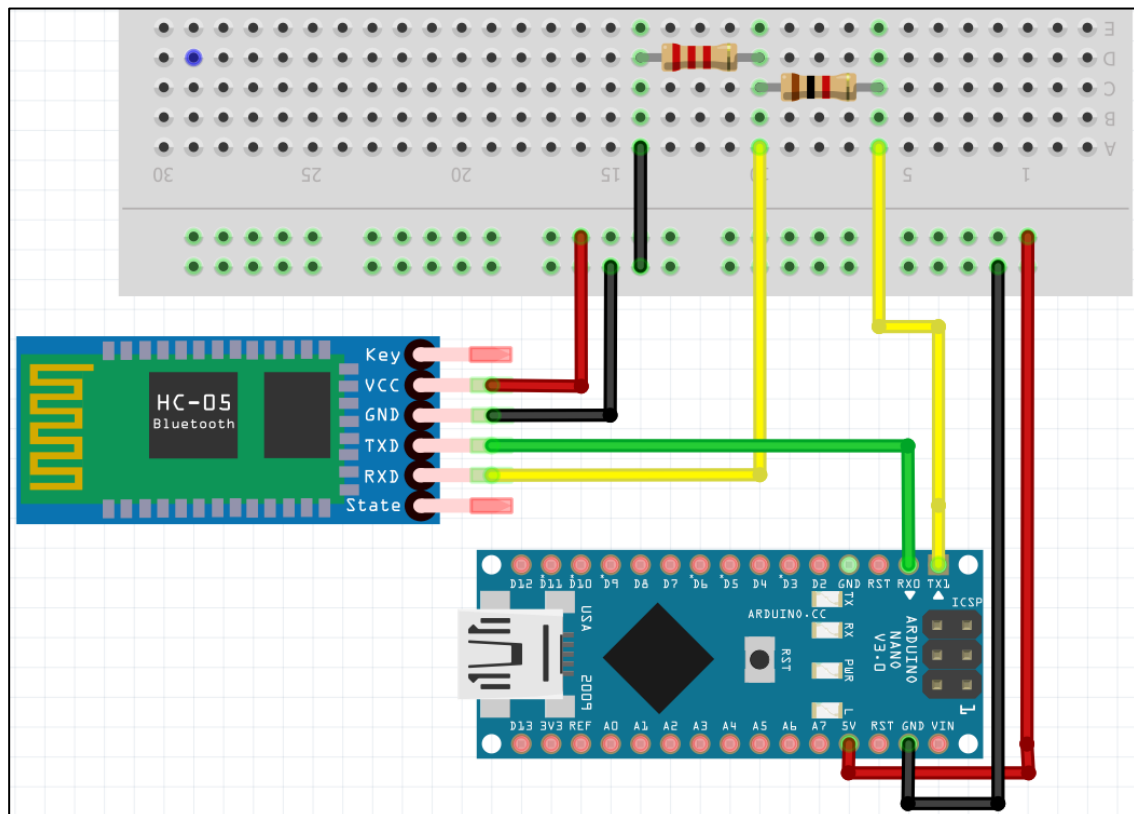 E
D
C
B
A
30 25 20 15 10 5 1
Key
VCC
GND
TXD
RXD
State
HC-05
Bluetooth
D12 D11 D10 D9 D8 D7 D6 D5 D4 D3 D2 GND RST RX0 TX1
TX
RX
PWR
L
ARDUINO.CC
RST
ICSP
ARDUINO
NANO
V3.0
USA
2009
1
D13 3V3 REF A0 A1 A2 A3 A4 A5 A6 A7 5V RST GND VIN